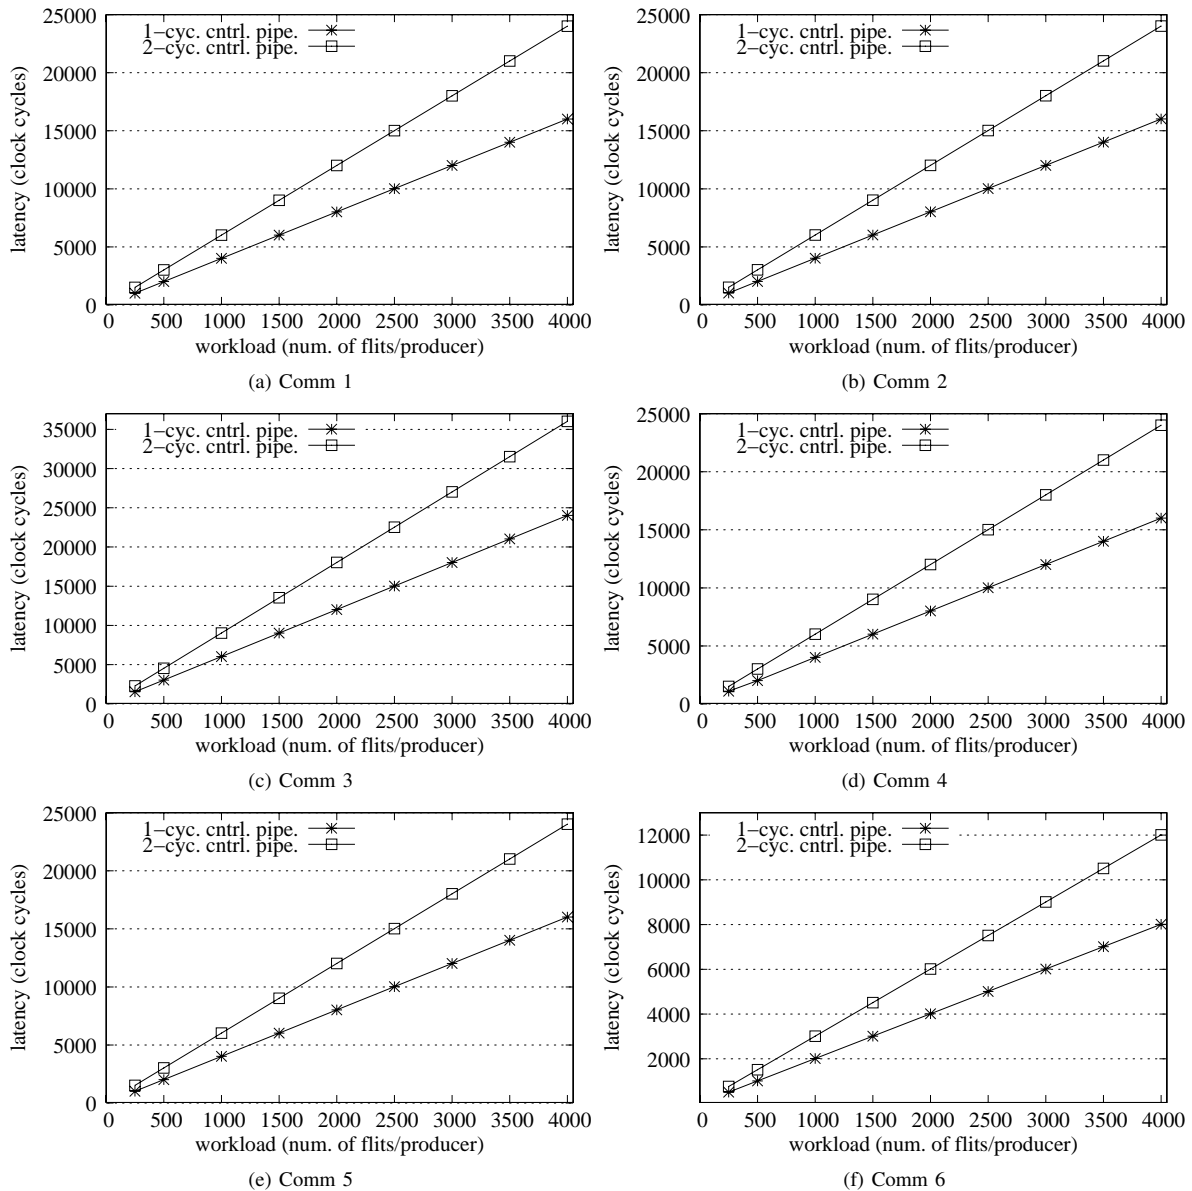 25000
20000
15000
10000
5000
0
latency (clock cycles)
1−cyc. cntrl. pipe.
2−cyc. cntrl. pipe.
0 500 1000 1500 2000 2500 3000 3500 4000
workload (num. of flits/producer)
(a) Comm 1
25000
20000
15000
10000
5000
0
latency (clock cycles)
1−cyc. cntrl. pipe.
2−cyc. cntrl. pipe.
0 500 1000 1500 2000 2500 3000 3500 4000
workload (num. of flits/producer)
(b) Comm 2
35000
30000
25000
20000
15000
10000
5000
0
latency (clock cycles)
1−cyc. cntrl. pipe.
2−cyc. cntrl. pipe.
0 500 1000 1500 2000 2500 3000 3500 4000
workload (num. of flits/producer)
(c) Comm 3
25000
20000
15000
10000
5000
0
latency (clock cycles)
1−cyc. cntrl. pipe.
2−cyc. cntrl. pipe.
0 500 1000 1500 2000 2500 3000 3500 4000
workload (num. of flits/producer)
(d) Comm 4
25000
20000
15000
10000
5000
0
latency (clock cycles)
1−cyc. cntrl. pipe.
2−cyc. cntrl. pipe.
0 500 1000 1500 2000 2500 3000 3500 4000
workload (num. of flits/producer)
(e) Comm 5
12000
10000
8000
6000
4000
2000
latency (clock cycles)
1−cyc. cntrl. pipe.
2−cyc. cntrl. pipe.
0 500 1000 1500 2000 2500 3000 3500 4000
workload (num. of flits/producer)
(f) Comm 6